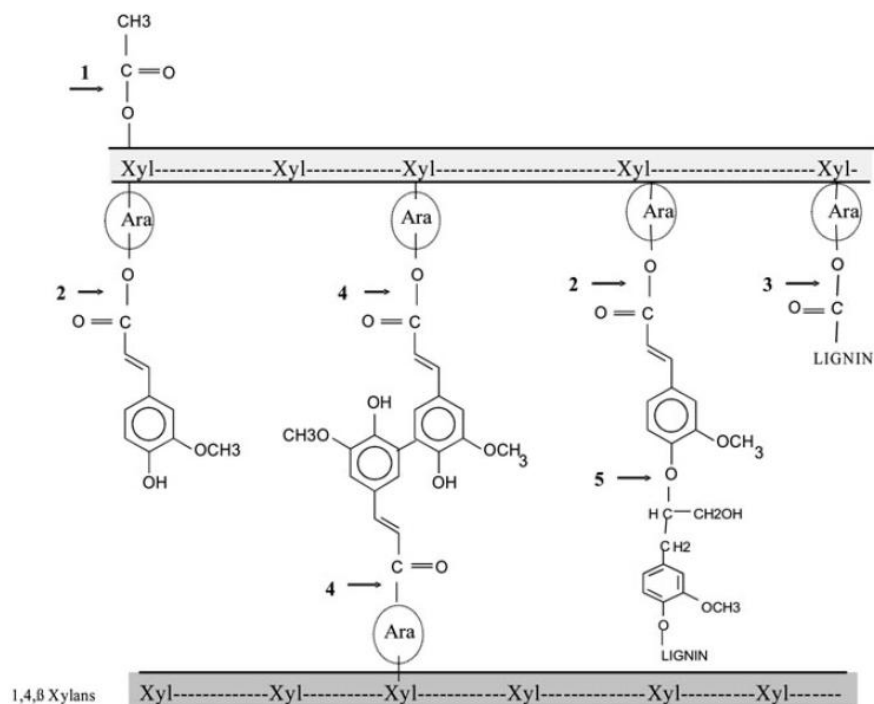 CH3
1
C
O
O
Xyl---------------Xyl--------------Xyl-----------------------Xyl---------------------Xyl-
Ara
Ara
Ara
Ara
O
O
O
O
2
4
2
3
O
C
O
C
O
C
O
C
LIGNIN
OH
CH3O
OCH3
OCH3
OCH3
OH
OH
O
5
H C
CH2OH
CH2
4
C
O
OCH3
O
Ara
LIGNIN
1,4,ß Xylans
Xyl--------------Xyl--------------Xyl--------------Xyl----------------Xyl-----------Xyl-------